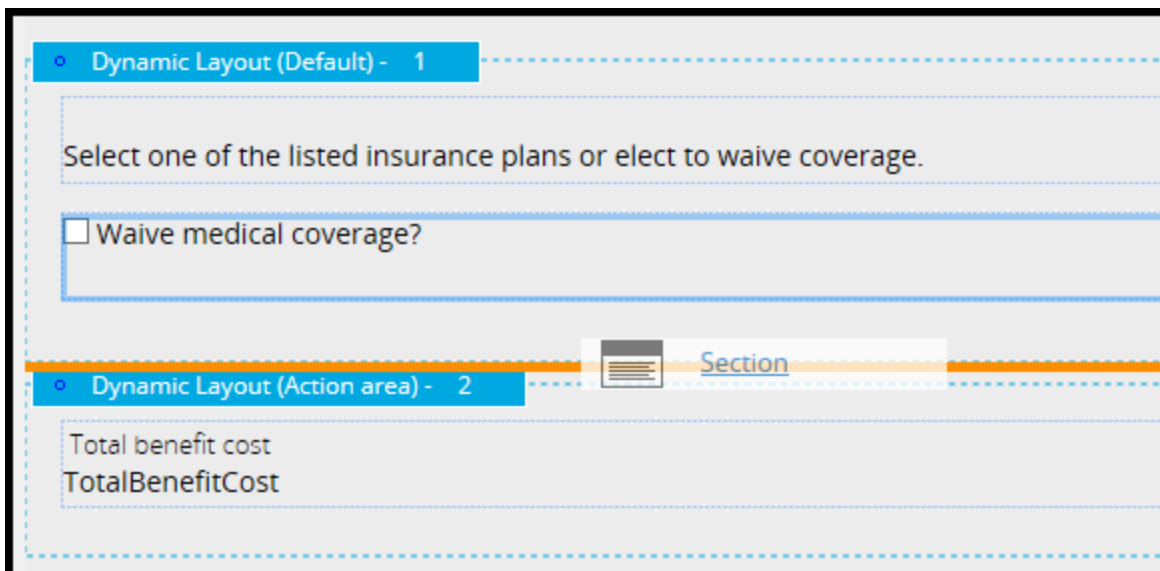 Dynamic Layout (Default) - 1
Select one of the listed insurance plans or elect to waive coverage.
Waive medical coverage?
Section
Dynamic Layout (Action area) - 2
Total benefit cost
TotalBenefitCost